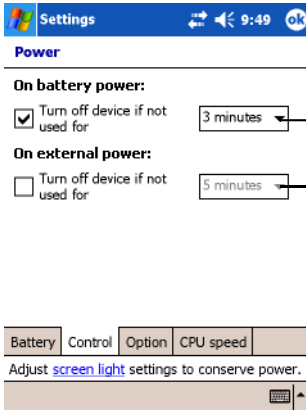 Settings 9:49 ok
Power
On battery power:
Turn off device if not
used for
3 minutes
On external power:
Turn off device if not
used for
5 minutes
Battery Control Option CPU speed
Adjust screen light settings to conserve power.